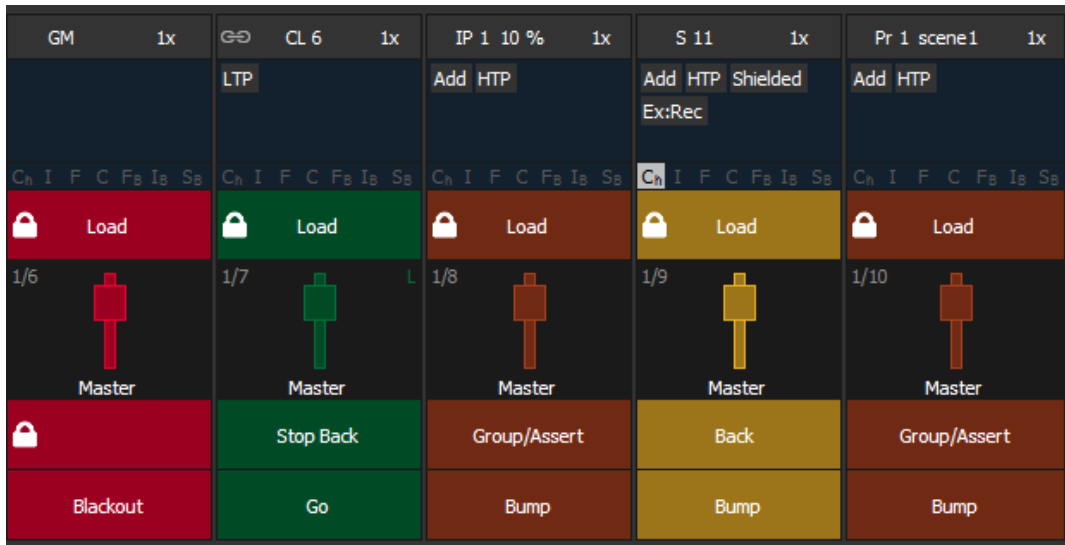 GM 1x CL 6 1x IP 1 10 % 1x S 11 1x Pr 1 scene1 1x
LTP Add HTP Add HTP Shielded Add HTP
Ex:Rec
Ch I F C FB IB SB Ch I F C FB IB SB Ch I F C FB IB SB Ch I F C FB IB SB Ch I F C FB IB SB
Load Load Load Load Load
1/6 1/7 L 1/8 1/9 1/10
Master Master Master Master Master
Stop Back Group/Assert Back Group/Assert
Blackout Go Bump Bump Bump